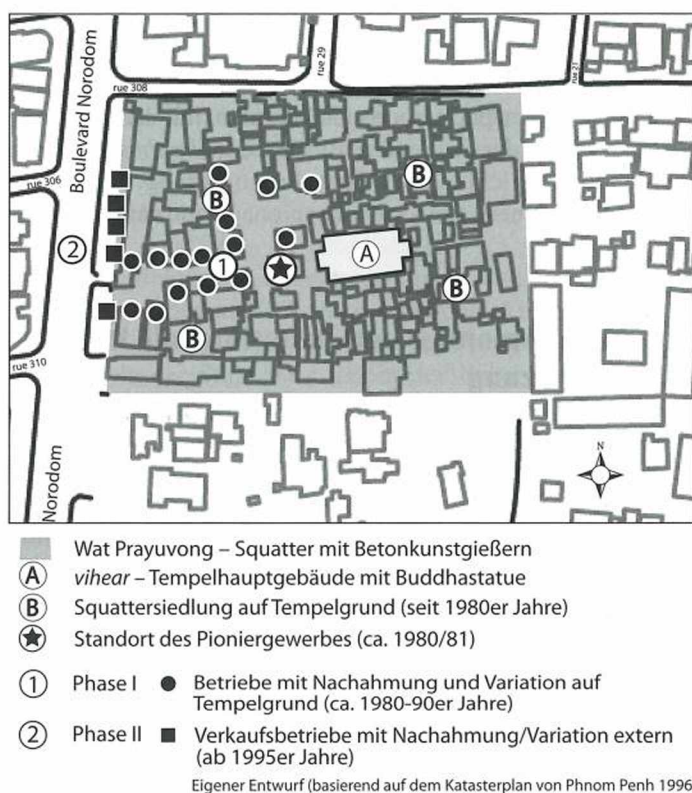 rue 308
rue 29
rue 21
Boulevard Norodom
rue 306
B
B
2
1
A
B
B
rue 310
N
Norodom
Wat Prayuvong – Squatter mit Betonkunstgießern
A vihear – Tempelhauptgebäude mit Buddhastatue
B Squattersiedlung auf Tempelgrund (seit 1980er Jahre)
Standort des Pioniergewerbes (ca. 1980/81)
1 Phase I ● Betriebe mit Nachahmung und Variation auf
Tempelgrund (ca. 1980-90er Jahre)
2 Phase II ■ Verkaufsbetriebe mit Nachahmung/Variation extern
(ab 1995er Jahre)
Eigener Entwurf (basierend auf dem Katasterplan von Phnom Penh 1996